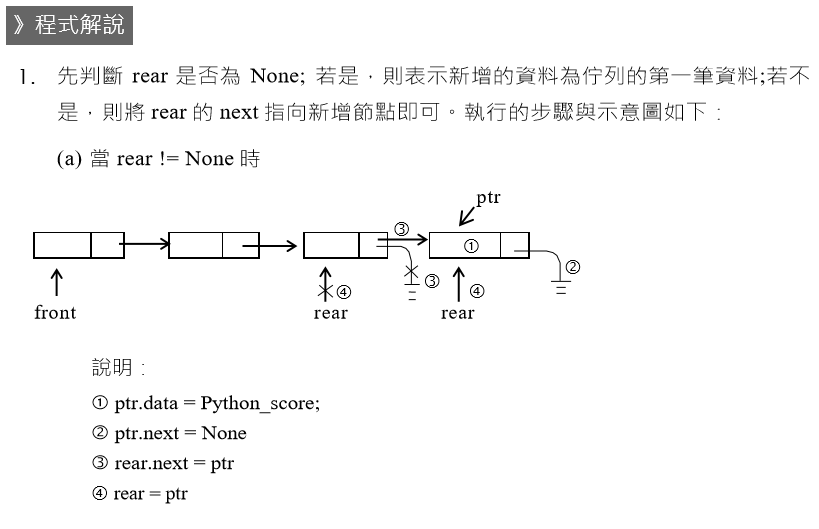 》程式解說
1. 先判斷 rear 是否為 None; 若是，則表示新增的資料為佇列的第一筆資料;若不
是，則將 rear 的 next 指向新增節點即可。執行的步驟與示意圖如下：
(a) 當 rear != None 時
ptr
③
①
②
④
③
④
front
rear
rear
說明：
① ptr.data = Python_score;
② ptr.next = None
③ rear.next = ptr
④ rear = ptr